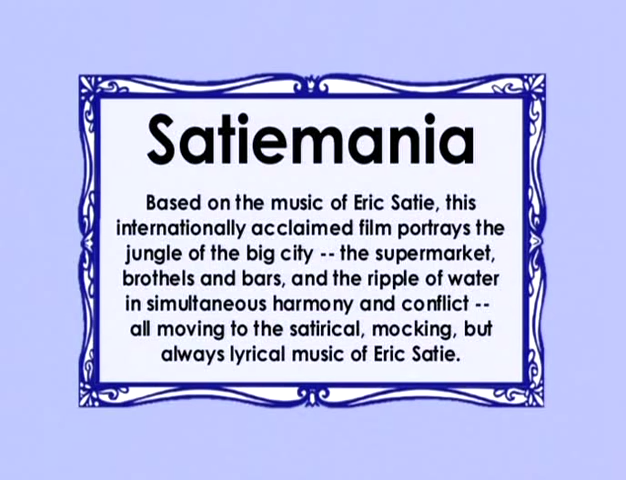 Satiemania
Based on the music of Eric Satie, this
internationally acclaimed film portrays the
jungle of the big city -- the supermarket,
brothels and bars, and the ripple of water
in simultaneous harmony and conflict --
all moving to the satirical, mocking, but
always lyrical music of Eric Satie.